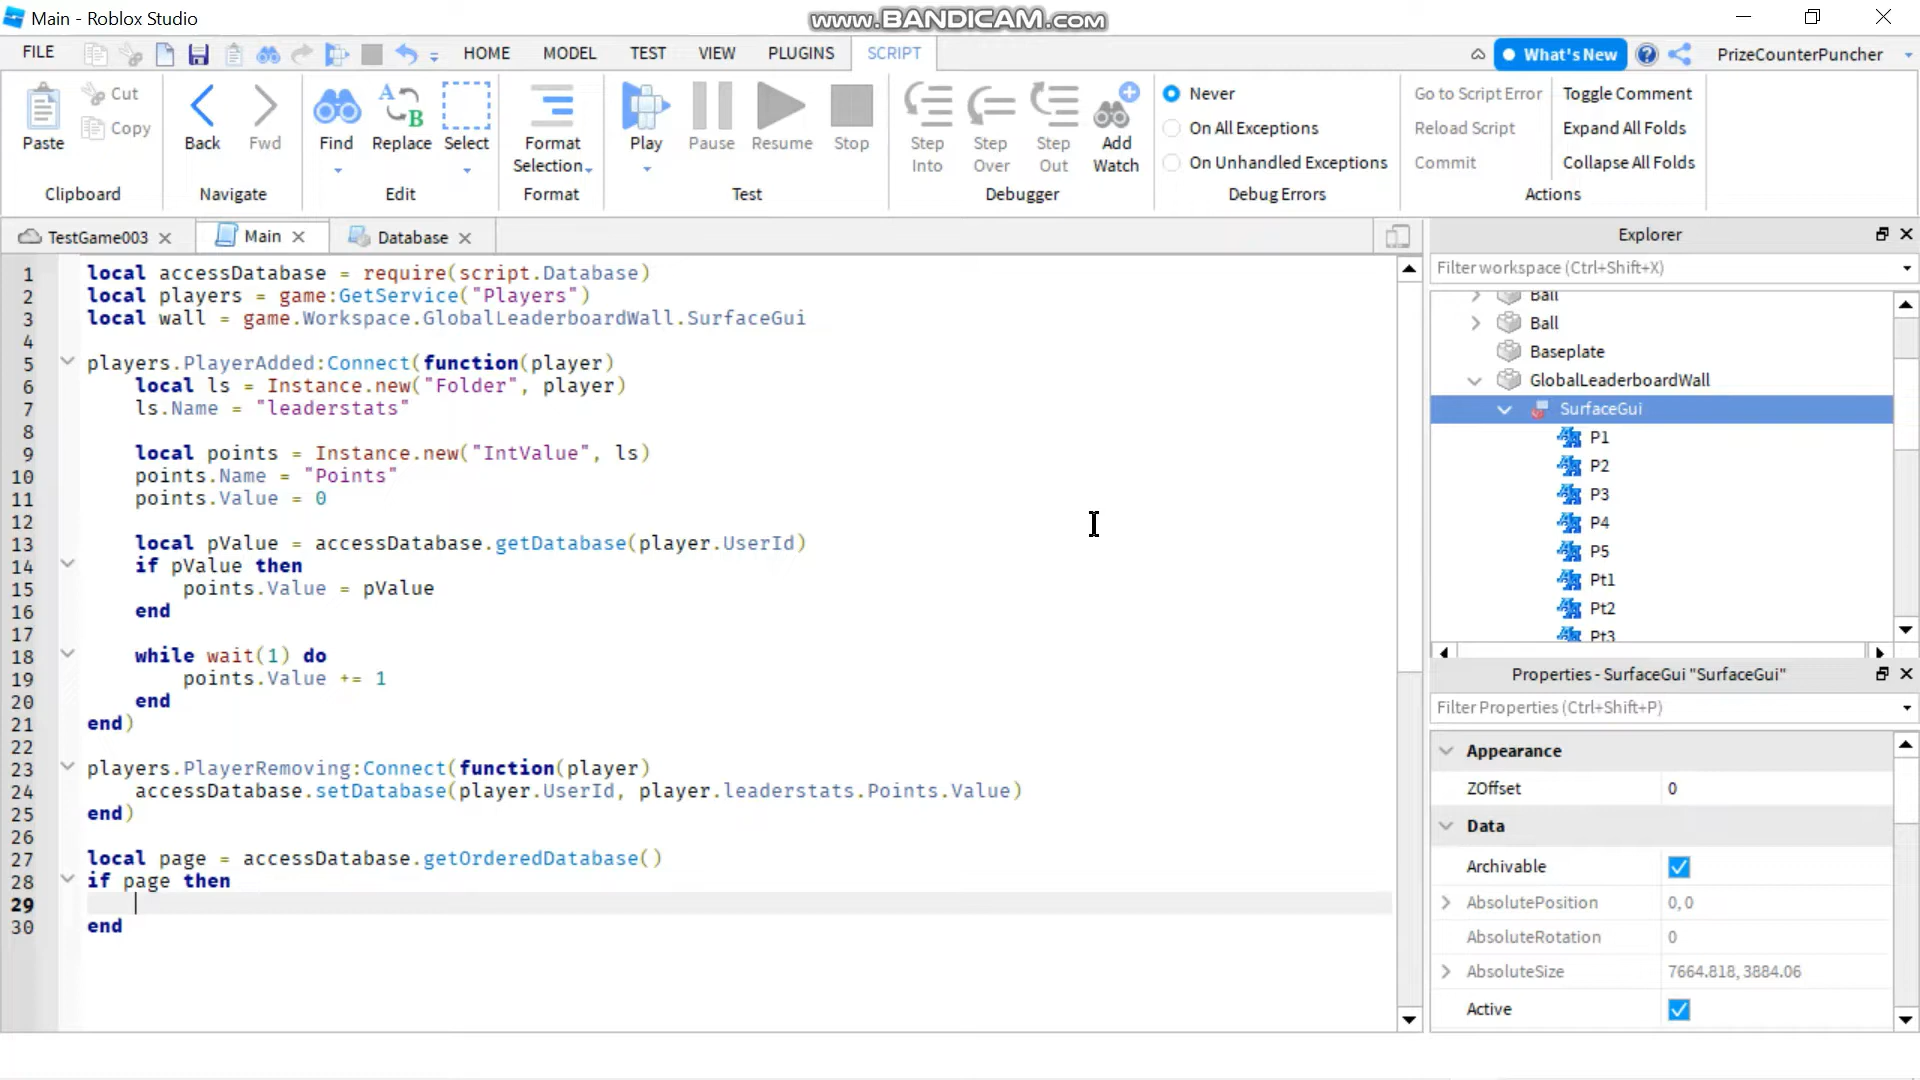 Main - Roblox Studio
www.BANDICAM.com
FILE
HOME
MODEL
TEST
VIEW
PLUGINS
SCRIPT
What's New
PrizeCounterPuncher
Paste
Cut
Copy
Clipboard
Back
Fwd
Navigate
Find
Replace
Select
Edit
Format
Selection
Format
Play
Pause
Resume
Stop
Test
Step
Into
Step
Over
Step
Out
Add
Watch
Debugger
Never
On All Exceptions
On Unhandled Exceptions
Debug Errors
Go to Script Error
Reload Script
Commit
Toggle Comment
Expand All Folds
Collapse All Folds
Actions
TestGame003
Main
Database
1 local accessDatabase = require(script.Database)
2 local players = game:GetService("Players")
3 local wall = game.Workspace.GlobalLeaderboardWall.SurfaceGui
4
5 players.PlayerAdded:Connect(function(player)
6 local ls = Instance.new("Folder", player)
7 ls.Name = "leaderstats"
8
9 local points = Instance.new("IntValue", ls)
10 points.Name = "Points"
11 points.Value = 0
12
13 local pValue = accessDatabase.getDatabase(player.UserId)
14 if pValue then
15 points.Value = pValue
16 end
17
18 while wait(1) do
19 points.Value += 1
20 end
21 end)
22
23 players.PlayerRemoving:Connect(function(player)
24 accessDatabase.setDatabase(player.UserId, player.leaderstats.Points.Value)
25 end)
26
27 local page = accessDatabase.getOrderedDatabase()
28 if page then
29
30 end
Explorer
Filter workspace (Ctrl+Shift+X)
Ball
Ball
Baseplate
GlobalLeaderboardWall
SurfaceGui
P1
P2
P3
P4
P5
Pt1
Pt2
Pt3
Properties - SurfaceGui "SurfaceGui"
Filter Properties (Ctrl+Shift+P)
Appearance
ZOffset 0
Data
Archivable
AbsolutePosition 0, 0
AbsoluteRotation 0
AbsoluteSize 7664.818, 3884.06
Active